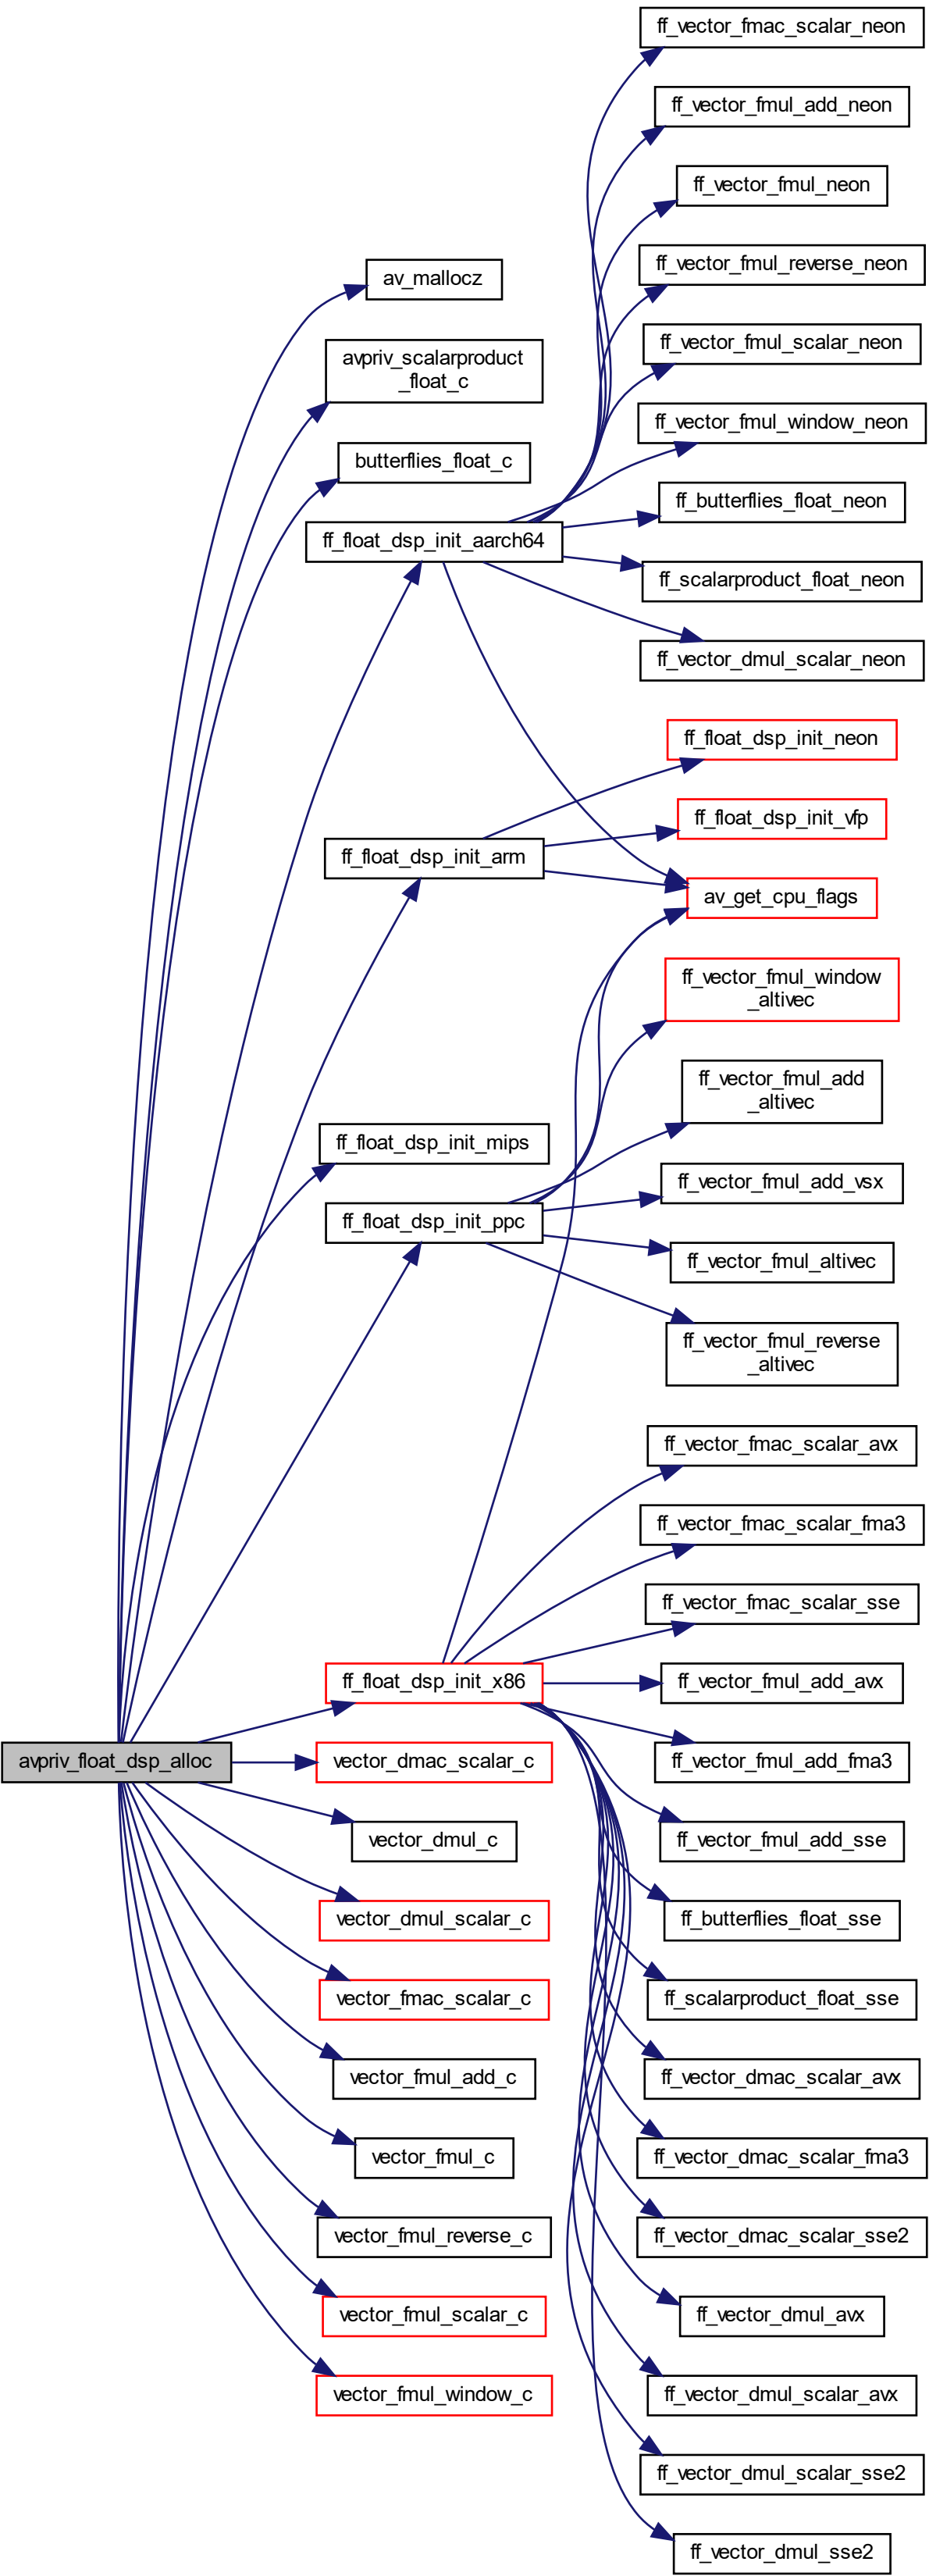 ff_vector_fmac_scalar_neon
ff_vector_fmul_add_neon
ff_vector_fmul_neon
ff_vector_fmul_reverse_neon
av_mallocz
ff_vector_fmul_scalar_neon
avpriv_scalarproduct
_float_c
ff_vector_fmul_window_neon
butterflies_float_c
ff_butterflies_float_neon
ff_float_dsp_init_aarch64
ff_scalarproduct_float_neon
ff_vector_dmul_scalar_neon
ff_float_dsp_init_neon
ff_float_dsp_init_vfp
ff_float_dsp_init_arm
av_get_cpu_flags
ff_vector_fmul_window
_altivec
ff_vector_fmul_add
_altivec
ff_float_dsp_init_mips
ff_vector_fmul_add_vsx
ff_float_dsp_init_ppc
ff_vector_fmul_altivec
ff_vector_fmul_reverse
_altivec
ff_vector_fmac_scalar_avx
ff_vector_fmac_scalar_fma3
ff_vector_fmac_scalar_sse
ff_float_dsp_init_x86
ff_vector_fmul_add_avx
avpriv_float_dsp_alloc
vector_dmac_scalar_c
ff_vector_fmul_add_fma3
vector_dmul_c
ff_vector_fmul_add_sse
vector_dmul_scalar_c
ff_butterflies_float_sse
vector_fmac_scalar_c
ff_scalarproduct_float_sse
vector_fmul_add_c
ff_vector_dmac_scalar_avx
vector_fmul_c
ff_vector_dmac_scalar_fma3
vector_fmul_reverse_c
ff_vector_dmac_scalar_sse2
vector_fmul_scalar_c
ff_vector_dmul_avx
vector_fmul_window_c
ff_vector_dmul_scalar_avx
ff_vector_dmul_scalar_sse2
ff_vector_dmul_sse2